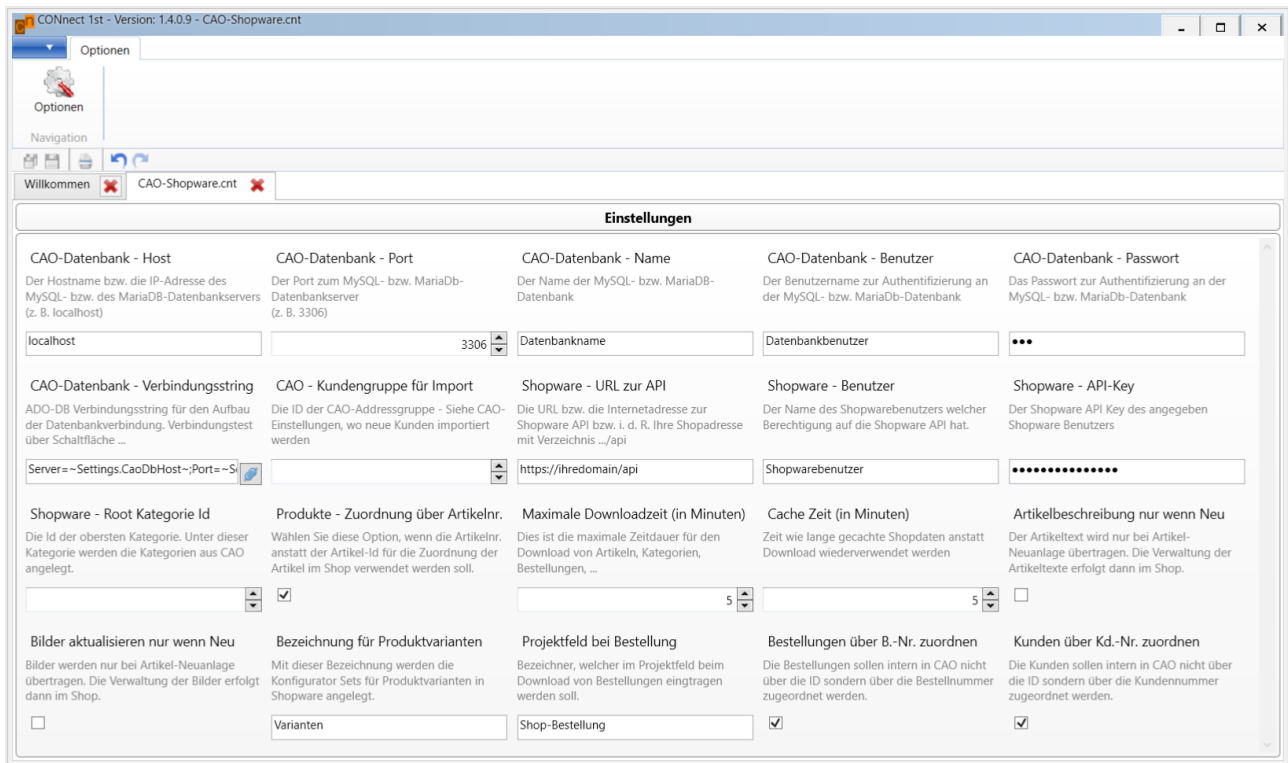 CONnect 1st - Version: 1.4.0.9 - CAO-Shopware.cnt
Optionen
Optionen
Navigation
Willkommen CAO-Shopware.cnt
Einstellungen
CAO-Datenbank - Host
Der Hostname bzw. die IP-Adresse des
MySQL- bzw. des MariaDB-Datenbankservers
(z. B. localhost)
localhost
CAO-Datenbank - Port
Der Port zum MySQL- bzw. MariaDb-
Datenbankserver
(z. B. 3306)
3306
CAO-Datenbank - Name
Der Name der MySQL- bzw. MariaDB-
Datenbank
Datenbankname
CAO-Datenbank - Benutzer
Der Benutzername zur Authentifizierung an
der MySQL- bzw. MariaDb-Datenbank
Datenbankbenutzer
CAO-Datenbank - Passwort
Das Passwort zur Authentifizierung an der
MySQL- bzw. MariaDb-Datenbank
•••
CAO-Datenbank - Verbindungsstring
ADO-DB Verbindungsstring für den Aufbau
der Datenbankverbindung. Verbindungstest
über Schaltfläche ...
Server=~Settings.CaoDbHost~;Port=~S
CAO - Kundengruppe für Import
Die ID der CAO-Addressgruppe - Siehe CAO-
Einstellungen, wo neue Kunden importiert
werden
Shopware - URL zur API
Die URL bzw. die Internetadresse zur
Shopware API bzw. i. d. R. Ihre Shopadresse
mit Verzeichnis .../api
https://ihredomain/api
Shopware - Benutzer
Der Name des Shopwarebenutzers welcher
Berechtigung auf die Shopware API hat.
Shopwarebenutzer
Shopware - API-Key
Der Shopware API Key des angegeben
Shopware Benutzers
•••••••••••••••
Shopware - Root Kategorie Id
Die Id der obersten Kategorie. Unter dieser
Kategorie werden die Kategorien aus CAO
angelegt.
Produkte - Zuordnung über Artikelnr.
Wählen Sie diese Option, wenn die Artikelnr.
anstatt der Artikel-Id für die Zuordnung der
Artikel im Shop verwendet werden soll.
Maximale Downloadzeit (in Minuten)
Dies ist die maximale Zeitdauer für den
Download von Artikeln, Kategorien,
Bestellungen, ...
5
Cache Zeit (in Minuten)
Zeit wie lange gecachte Shopdaten anstatt
Download wiederverwendet werden
5
Artikelbeschreibung nur wenn Neu
Der Artikeltext wird nur bei Artikel-
Neuanlage übertragen. Die Verwaltung der
Artikeltexte erfolgt dann im Shop.
Bilder aktualisieren nur wenn Neu
Bilder werden nur bei Artikel-Neuanlage
übertragen. Die Verwaltung der Bilder erfolgt
dann im Shop.
Bezeichnung für Produktvarianten
Mit dieser Bezeichnung werden die
Konfigurator Sets für Produktvarianten in
Shopware angelegt.
Varianten
Projektfeld bei Bestellung
Bezeichner, welcher im Projektfeld beim
Download von Bestellungen eingtragen
werden soll.
Shop-Bestellung
Bestellungen über B.-Nr. zuordnen
Die Bestellungen sollen intern in CAO nicht
über die ID sondern über die Bestellnummer
zugeordnet werden.
Kunden über Kd.-Nr. zuordnen
Die Kunden sollen intern in CAO nicht über
die ID sondern über die Kundennummer
zugeordnet werden.